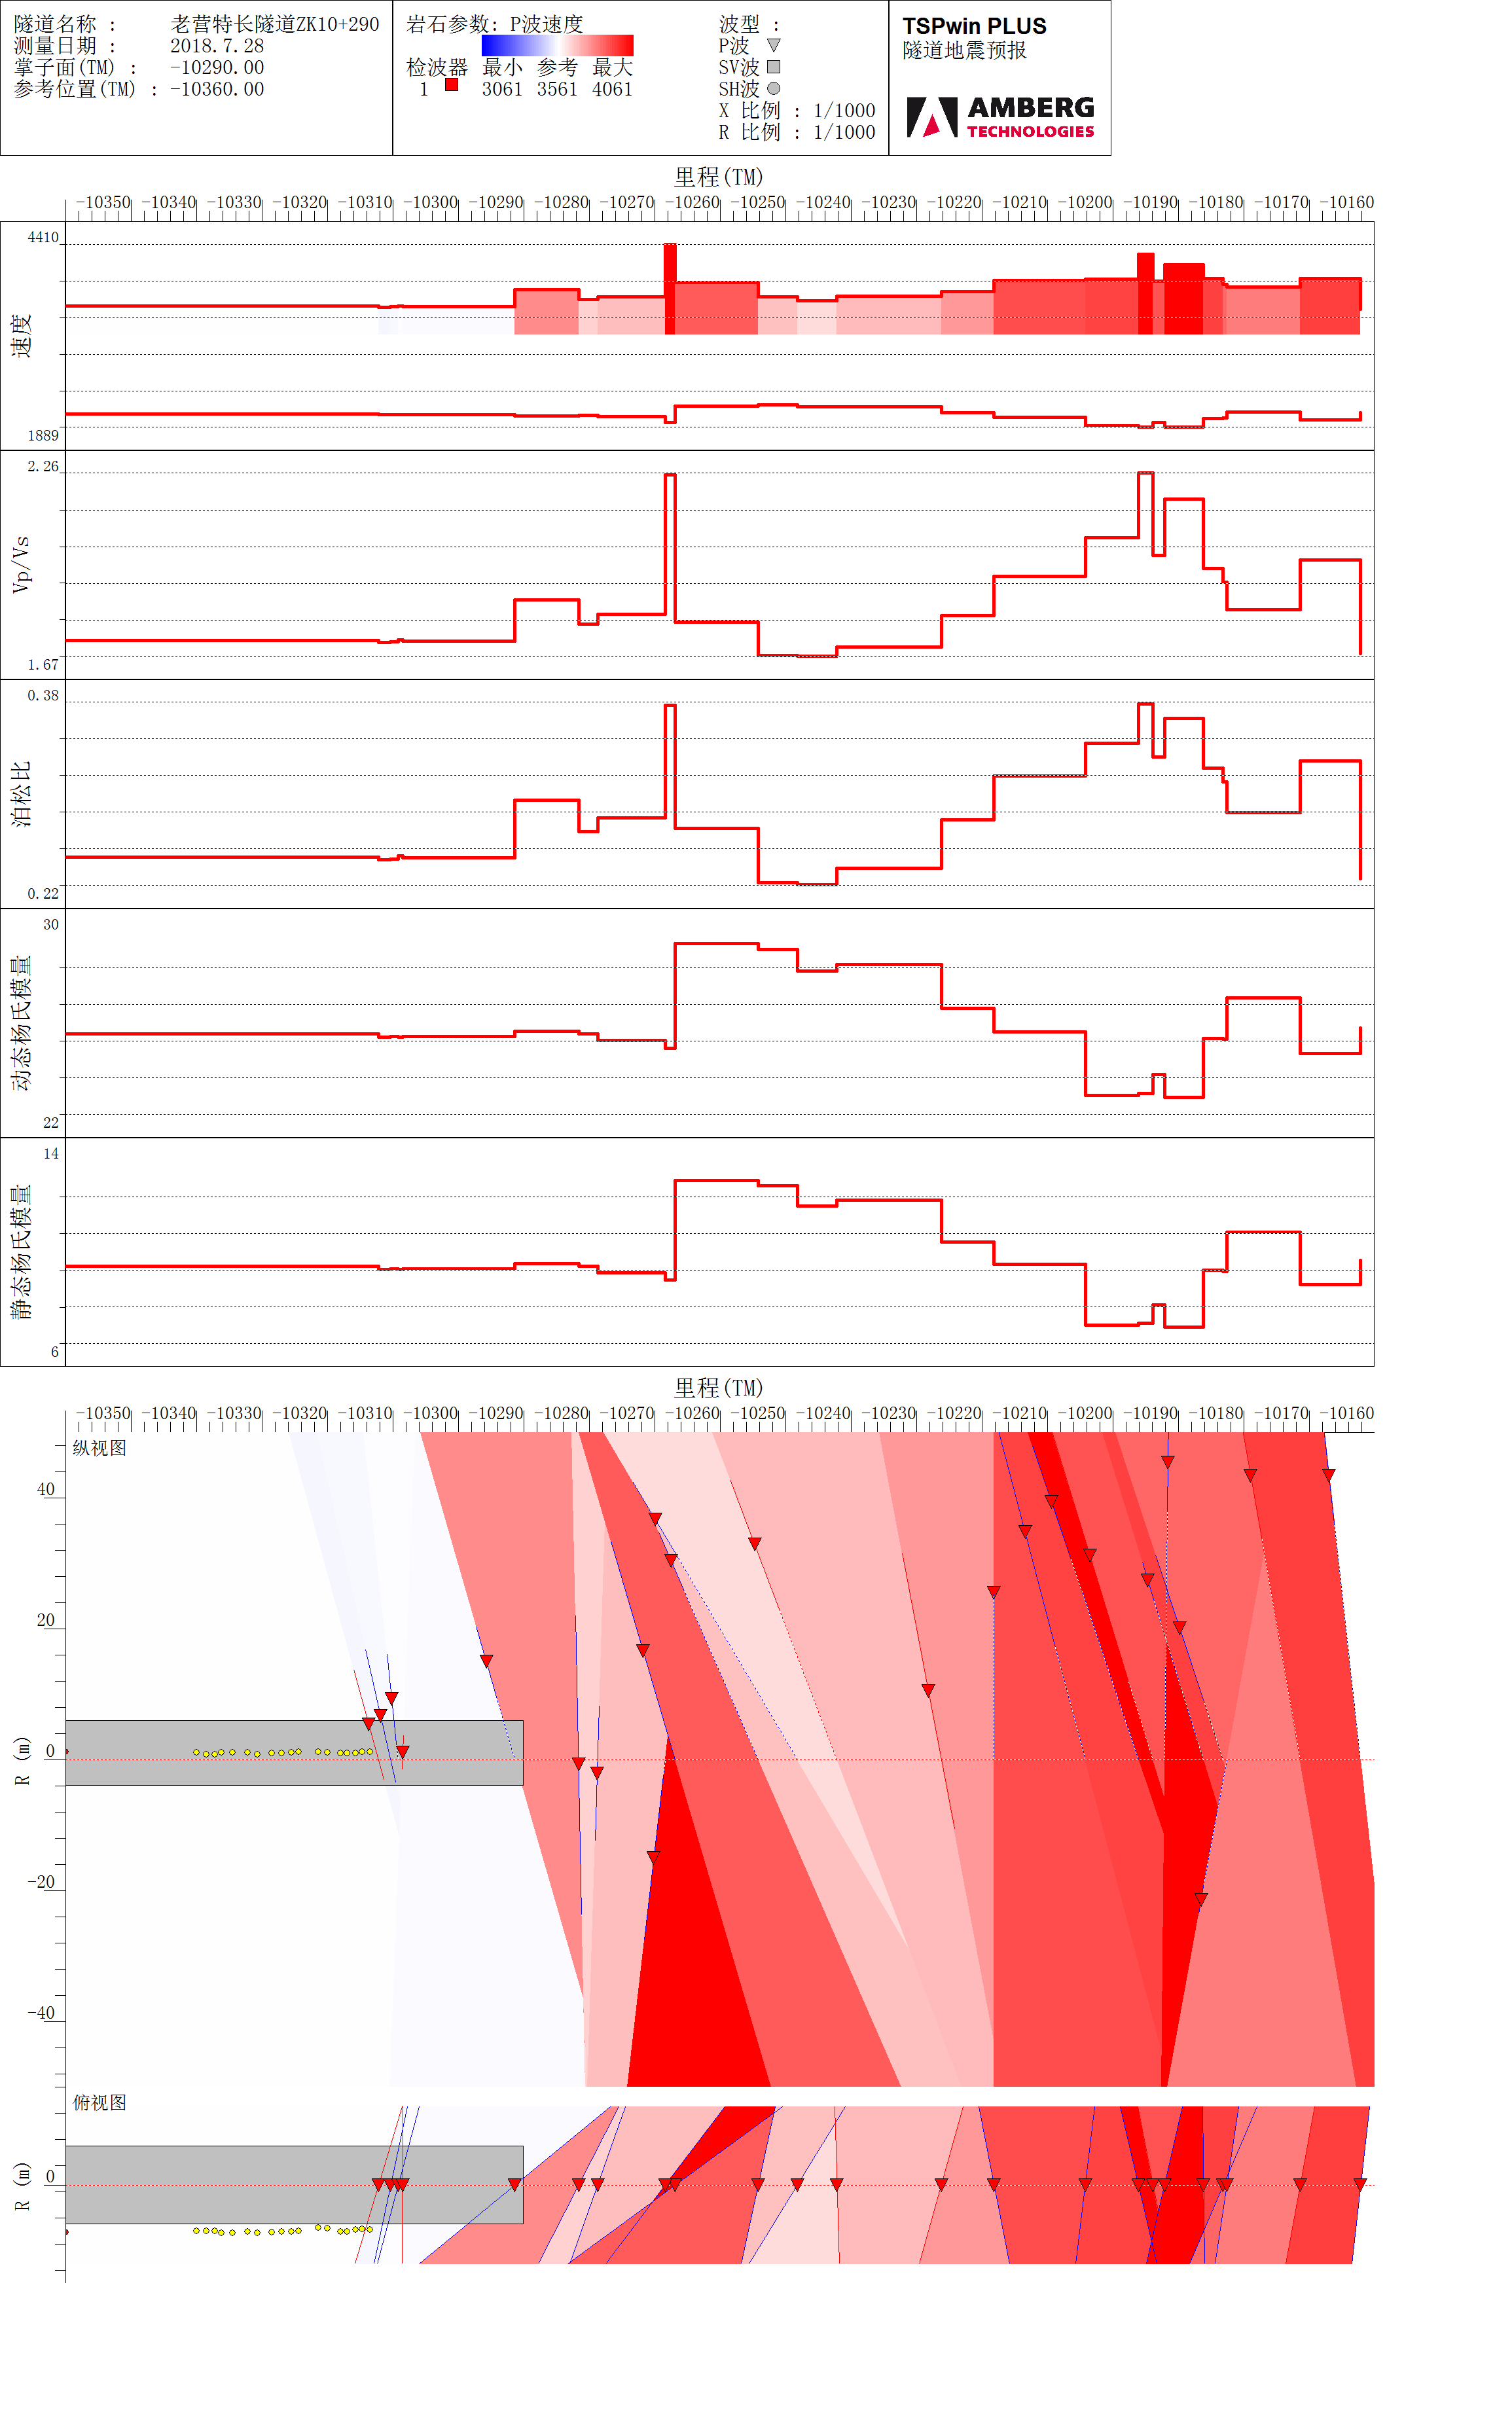 隧道名称 : 老营特长隧道ZK10+290
测量日期 : 2018.7.28
掌子面(TM) : -10290.00
参考位置(TM) : -10360.00
岩石参数: P波速度
检波器 最小 参考 最大
1 3061 3561 4061
波型 :
P波
SV波
SH波
X 比例 : 1/1000
R 比例 : 1/1000
TSPwin PLUS
隧道地震预报
AMBERG
TECHNOLOGIES
里程(TM)
-10350 -10340 -10330 -10320 -10310 -10300 -10290 -10280 -10270 -10260 -10250 -10240 -10230 -10220 -10210 -10200 -10190 -10180 -10170 -10160
4410
速度
1889
2.26
Vp/Vs
1.67
0.38
泊松比
0.22
30
动态杨氏模量
22
14
静态杨氏模量
6
里程(TM)
-10350 -10340 -10330 -10320 -10310 -10300 -10290 -10280 -10270 -10260 -10250 -10240 -10230 -10220 -10210 -10200 -10190 -10180 -10170 -10160
纵视图
40
20
0
R (m)
-20
-40
俯视图
0
R (m)